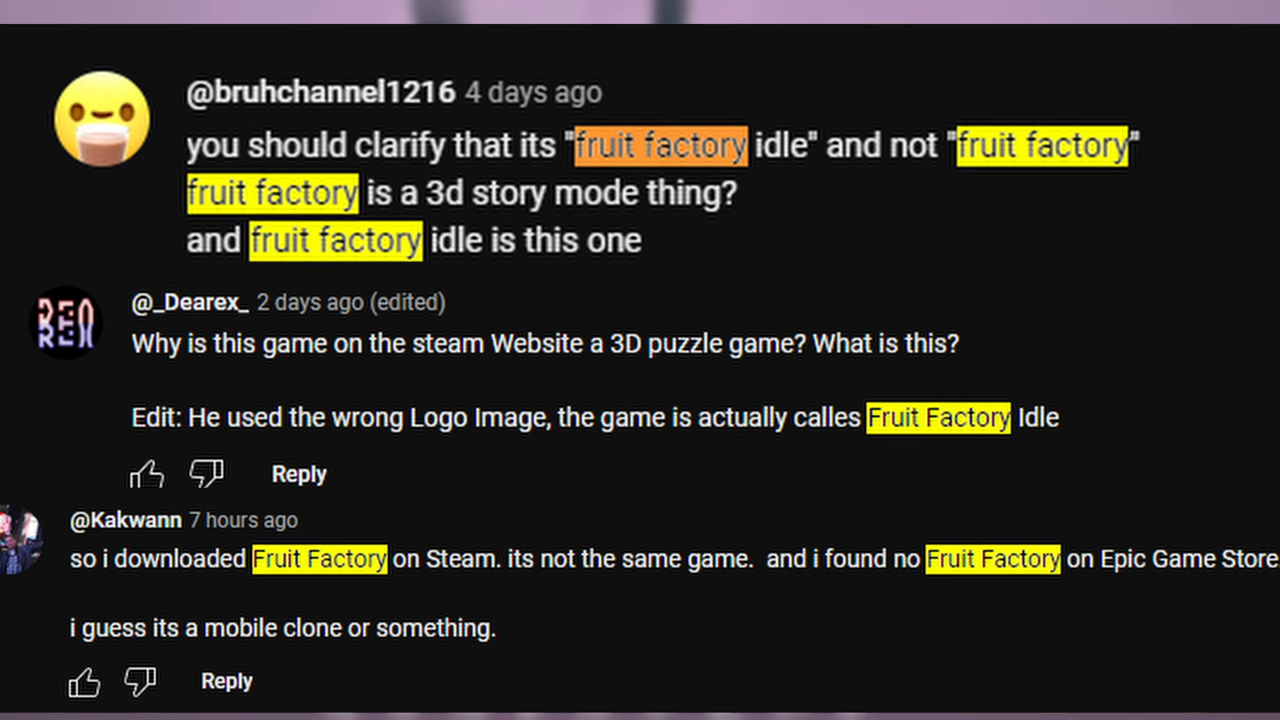 @bruhchannel1216 4 days ago
you should clarify that its "fruit factory idle" and not "fruit factory"
fruit factory is a 3d story mode thing?
and fruit factory idle is this one
@_Dearex_ 2 days ago (edited)
Why is this game on the steam Website a 3D puzzle game? What is this?
Edit: He used the wrong Logo Image, the game is actually calles Fruit Factory Idle
Reply
@Kakwann 7 hours ago
so i downloaded Fruit Factory on Steam. its not the same game. and i found no Fruit Factory on Epic Game Store.
i guess its a mobile clone or something.
Reply